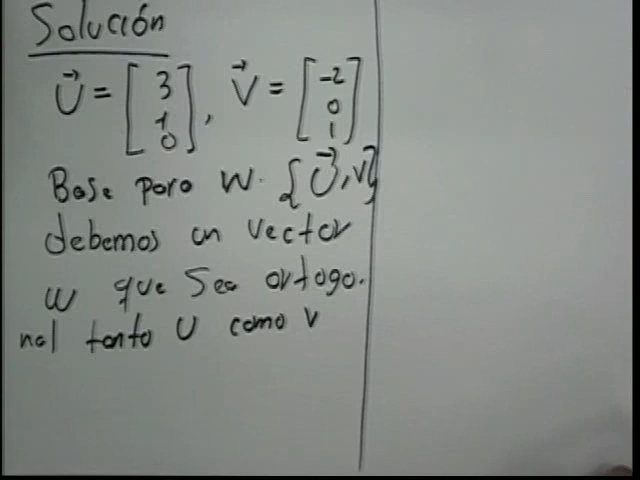 Solución
U⃗ = [3 1 0], V⃗ = [-2 0 1]
Base para W. {U⃗, V⃗}
debemos un vector
w que sea ortogo.
nal tanto U como V